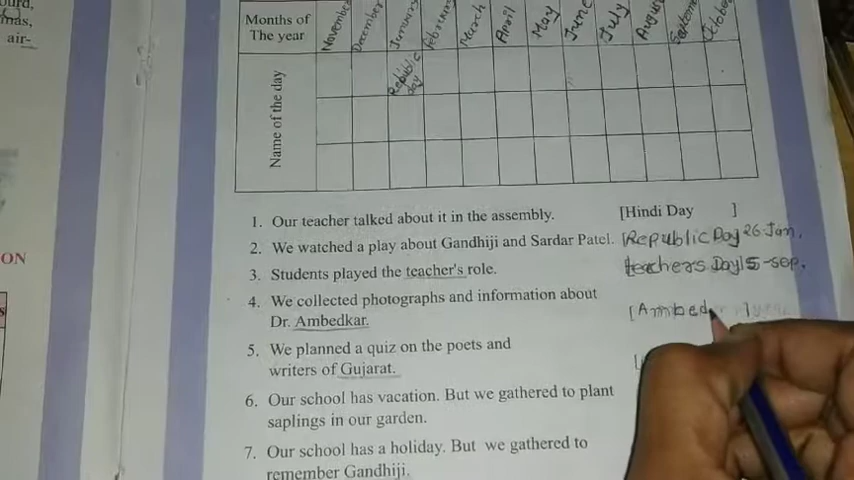 mas,
air-
ON
Months of
The year
November
December
January
February
March
April
May
June
July
August
October
Name of the day
Republic
day
1. Our teacher talked about it in the assembly. [Hindi Day ]
2. We watched a play about Gandhiji and Sardar Patel. [Republic Day 26-Jan.
3. Students played the teacher's role. teachers Day 5-sep.
4. We collected photographs and information about
Dr. Ambedkar. [Ambed
5. We planned a quiz on the poets and
writers of Gujarat.
6. Our school has vacation. But we gathered to plant
saplings in our garden.
7. Our school has a holiday. But we gathered to
remember Gandhiji.